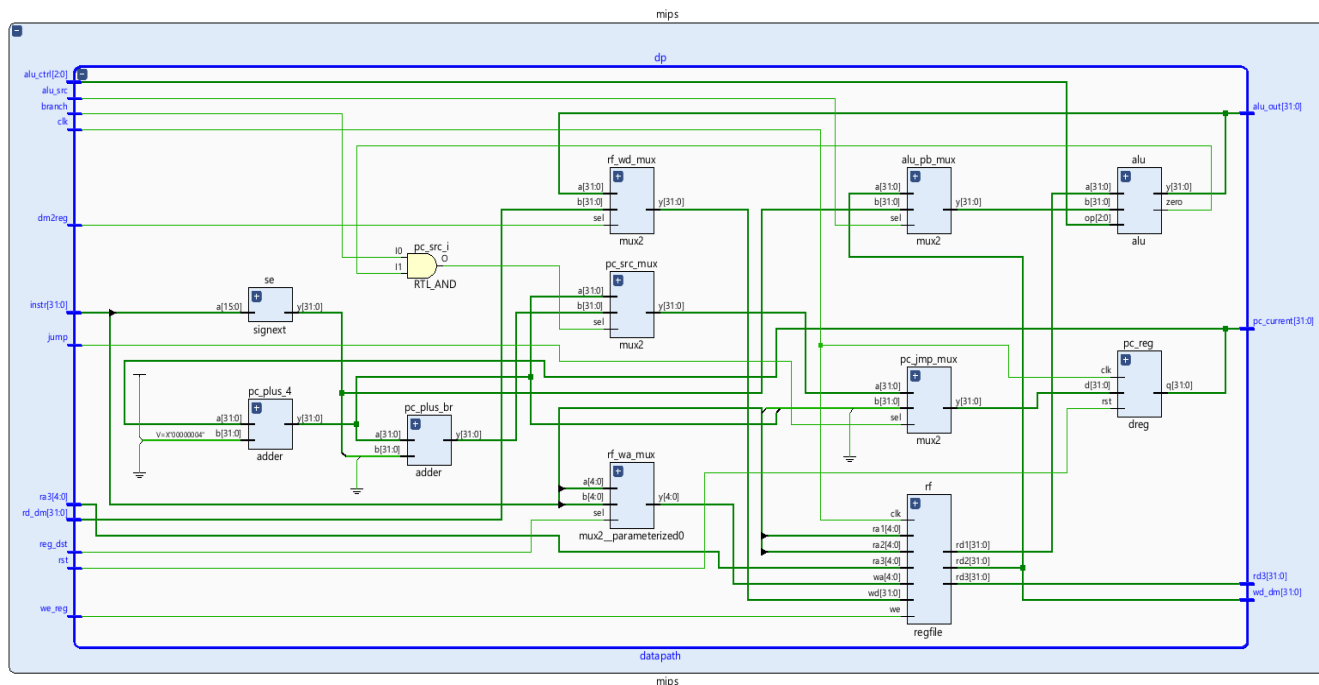 mips
dp
alu_ctrl[2:0]
alu_src
branch
clk
dm2reg
instr[31:0]
jump
ra3[4:0]
rd_dm[31:0]
reg_dst
rst
we_reg
se
a[15:0]
y[31:0]
signext
pc_plus_4
a[31:0]
V=X"00000004"
b[31:0]
y[31:0]
adder
pc_src_i
I0
I1
O
RTL_AND
pc_plus_br
a[31:0]
b[31:0]
y[31:0]
adder
rf_wd_mux
a[31:0]
b[31:0]
sel
y[31:0]
mux2
pc_src_mux
a[31:0]
b[31:0]
sel
y[31:0]
mux2
rf_wa_mux
a[4:0]
b[4:0]
sel
y[4:0]
mux2__parameterized0
alu_pb_mux
a[31:0]
b[31:0]
sel
y[31:0]
mux2
pc_jmp_mux
a[31:0]
b[31:0]
sel
y[31:0]
mux2
rf
clk
ra1[4:0]
ra2[4:0]
ra3[4:0]
wa[4:0]
wd[31:0]
we
rd1[31:0]
rd2[31:0]
rd3[31:0]
regfile
alu
a[31:0]
b[31:0]
op[2:0]
y[31:0]
zero
alu
pc_reg
clk
d[31:0]
rst
q[31:0]
dreg
alu_out[31:0]
pc_current[31:0]
rd3[31:0]
wd_dm[31:0]
datapath
mips